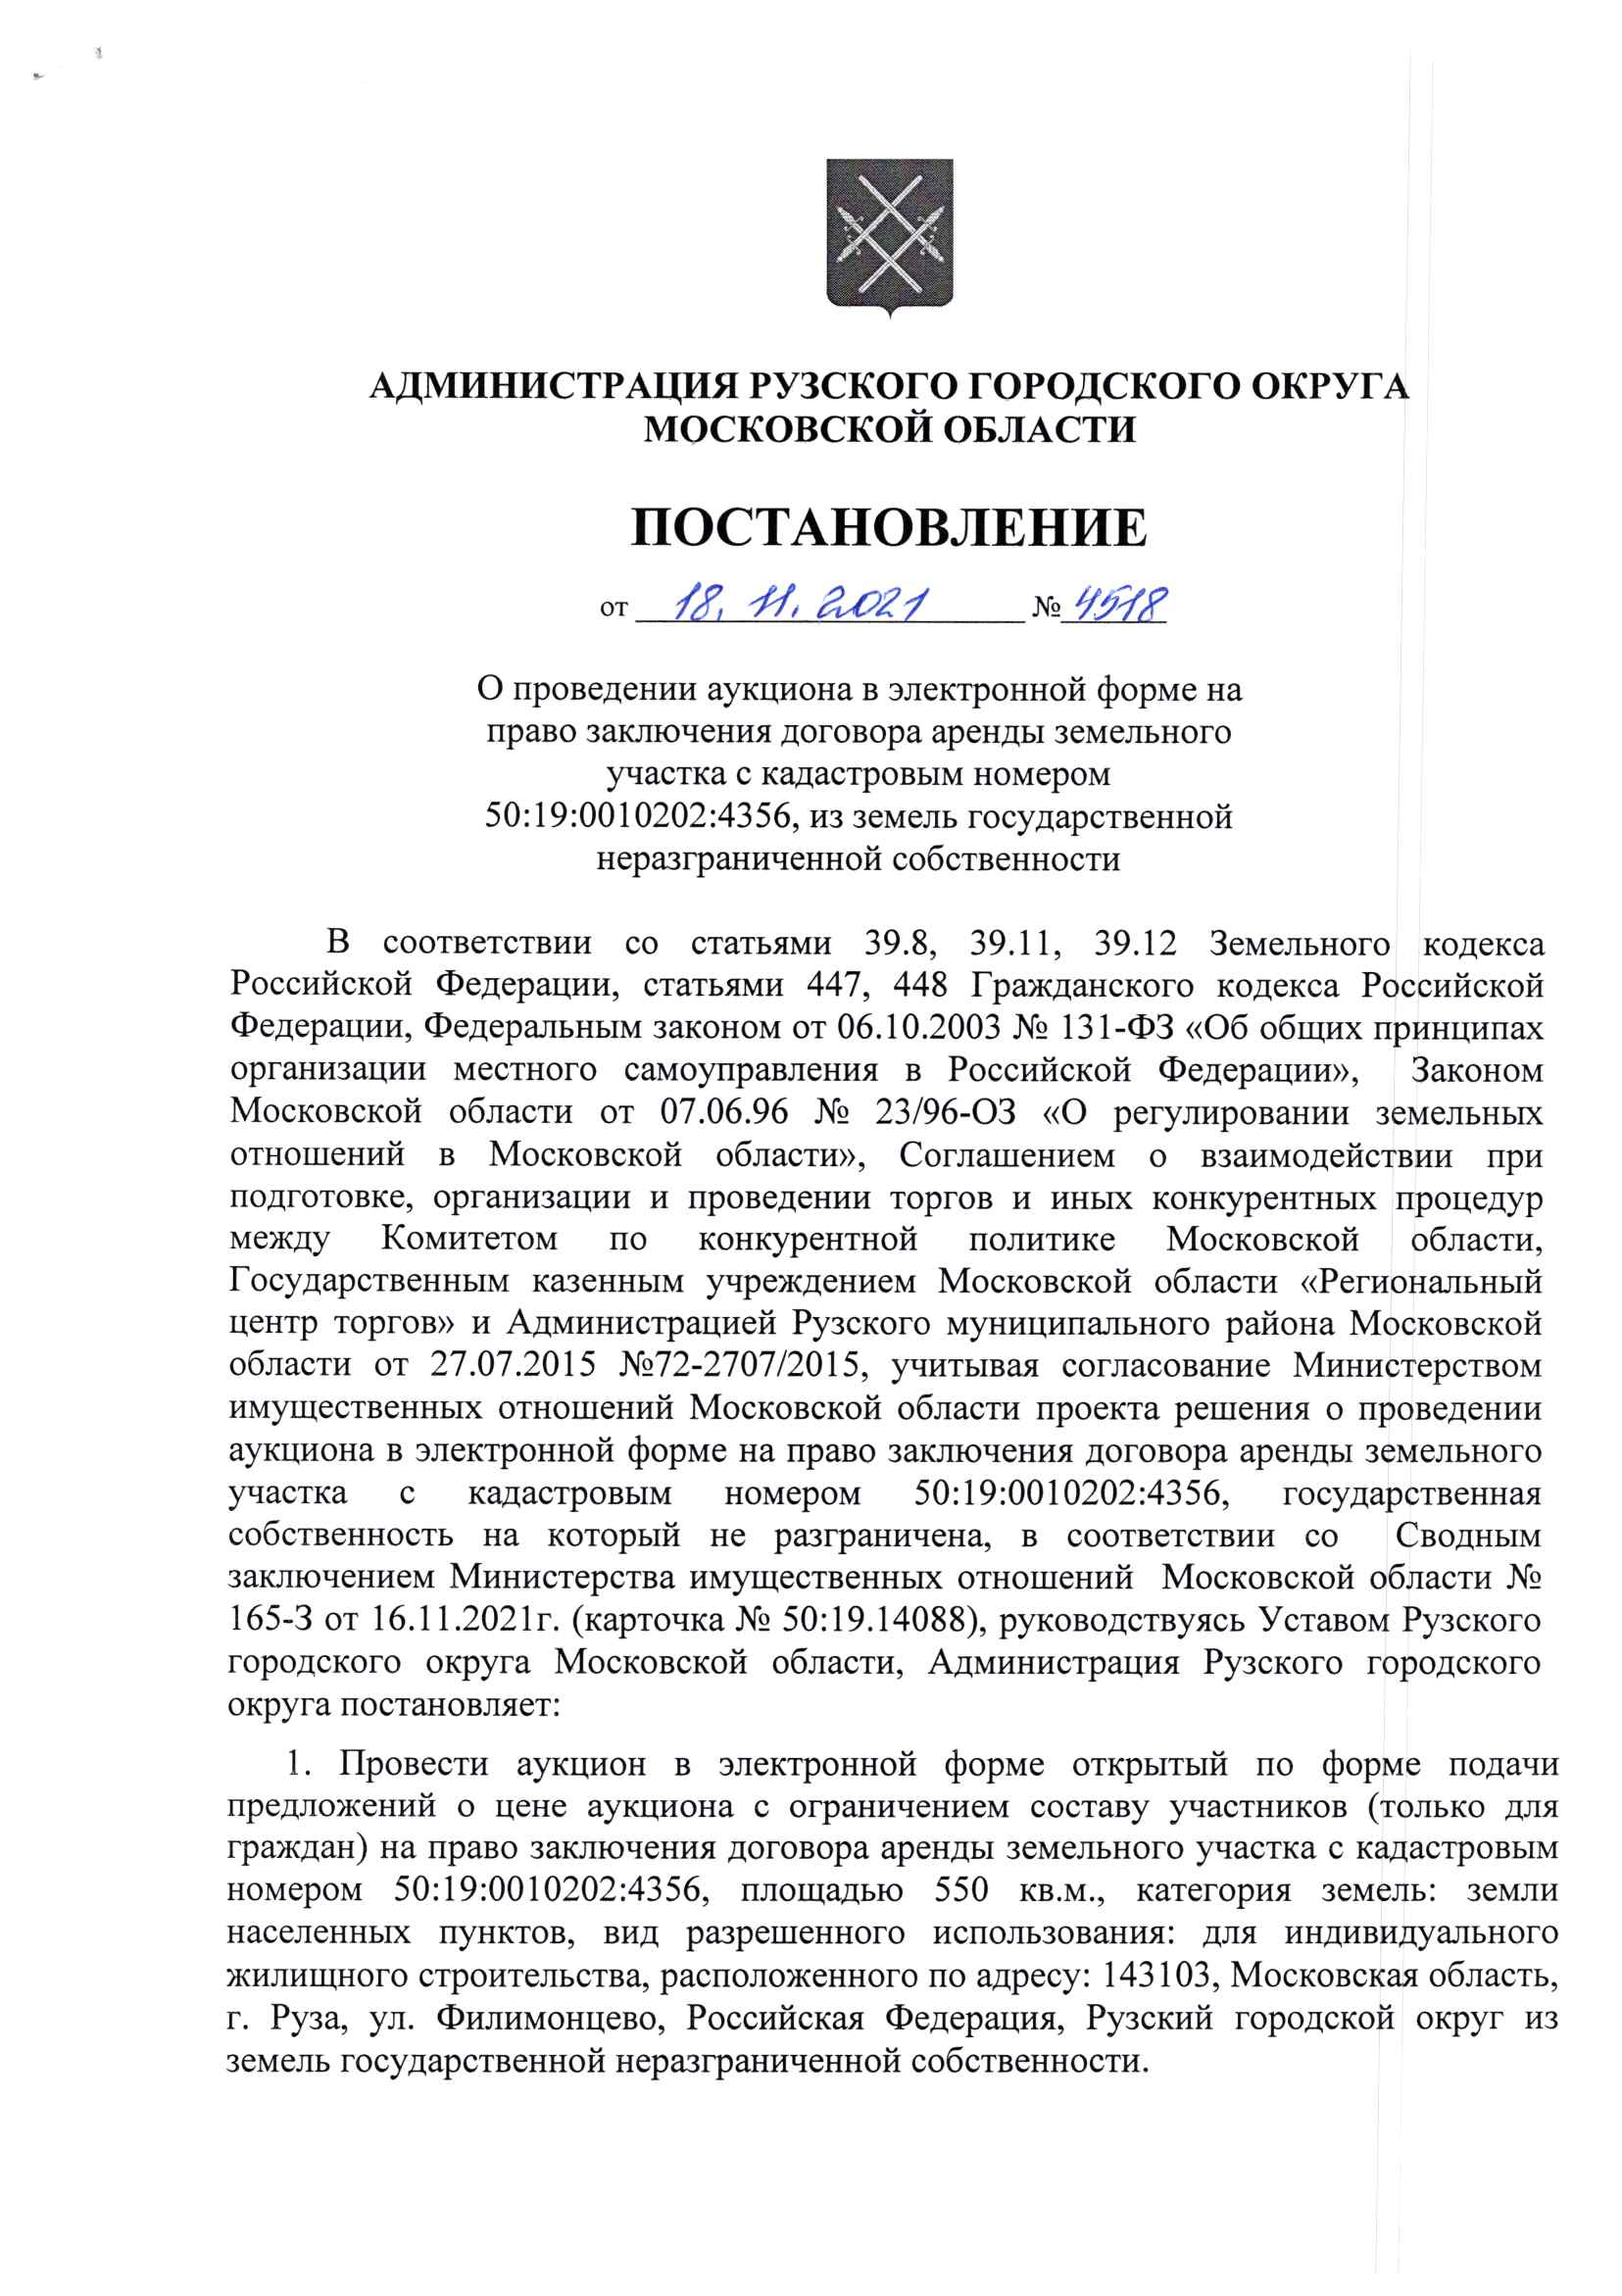 АДМИНИСТРАЦИЯ РУЗСКОГО ГОРОДСКОГО ОКРУГА
МОСКОВСКОЙ ОБЛАСТИ
ПОСТАНОВЛЕНИЕ
от 18.11.2021 № 4518
О проведении аукциона в электронной форме на
право заключения договора аренды земельного
участка с кадастровым номером
50:19:0010202:4356, из земель государственной
неразграниченной собственности
В соответствии со статьями 39.8, 39.11, 39.12 Земельного кодекса
Российской Федерации, статьями 447, 448 Гражданского кодекса Российской
Федерации, Федеральным законом от 06.10.2003 № 131-ФЗ «Об общих принципах
организации местного самоуправления в Российской Федерации», Законом
Московской области от 07.06.96 № 23/96-ОЗ «О регулировании земельных
отношений в Московской области», Соглашением о взаимодействии при
подготовке, организации и проведении торгов и иных конкурентных процедур
между Комитетом по конкурентной политике Московской области,
Государственным казенным учреждением Московской области «Региональный
центр торгов» и Администрацией Рузского муниципального района Московской
области от 27.07.2015 №72-2707/2015, учитывая согласование Министерством
имущественных отношений Московской области проекта решения о проведении
аукциона в электронной форме на право заключения договора аренды земельного
участка с кадастровым номером 50:19:0010202:4356, государственная
собственность на который не разграничена, в соответствии со Сводным
заключением Министерства имущественных отношений Московской области №
165-З от 16.11.2021г. (карточка № 50:19.14088), руководствуясь Уставом Рузского
городского округа Московской области, Администрация Рузского городского
округа постановляет:
1. Провести аукцион в электронной форме открытый по форме подачи
предложений о цене аукциона с ограничением составу участников (только для
граждан) на право заключения договора аренды земельного участка с кадастровым
номером 50:19:0010202:4356, площадью 550 кв.м., категория земель: земли
населенных пунктов, вид разрешенного использования: для индивидуального
жилищного строительства, расположенного по адресу: 143103, Московская область,
г. Руза, ул. Филимонцево, Российская Федерация, Рузский городской округ из
земель государственной неразграниченной собственности.